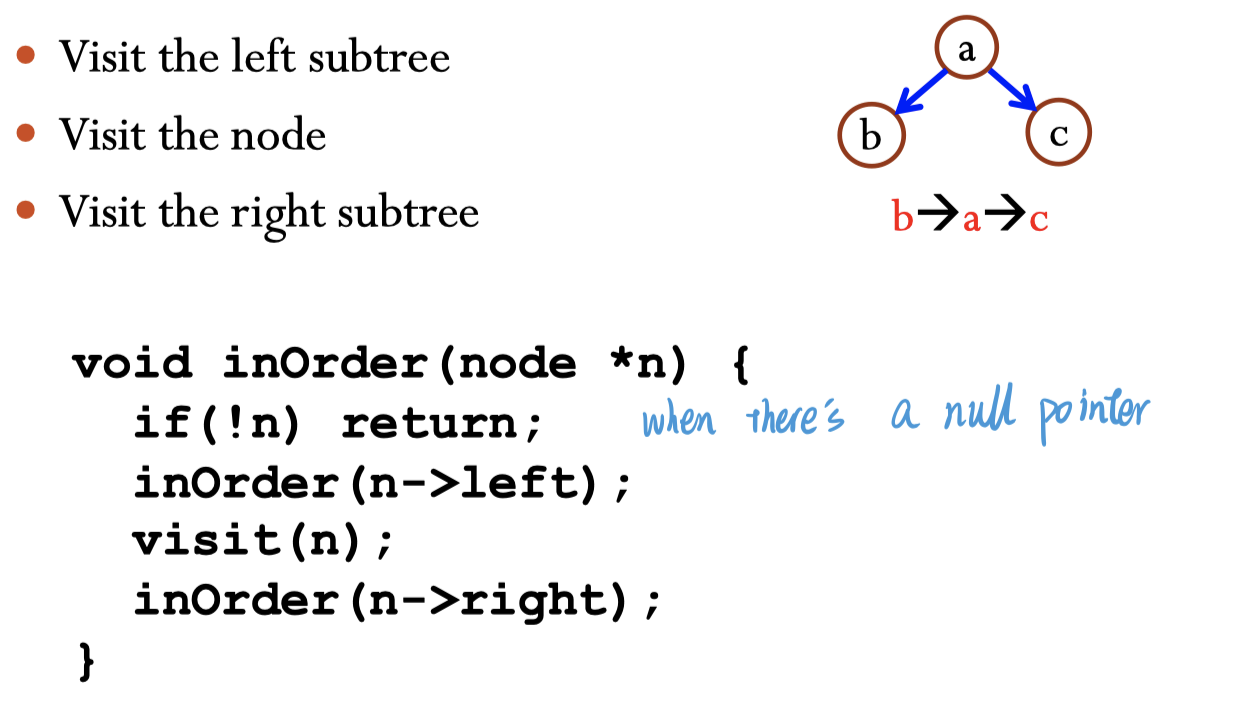 • Visit the left subtree
• Visit the node
• Visit the right subtree
a
b
c
b→a→c
void inOrder(node *n) {
if(!n) return; when there's a null pointer
inOrder(n->left);
visit(n);
inOrder(n->right);
}